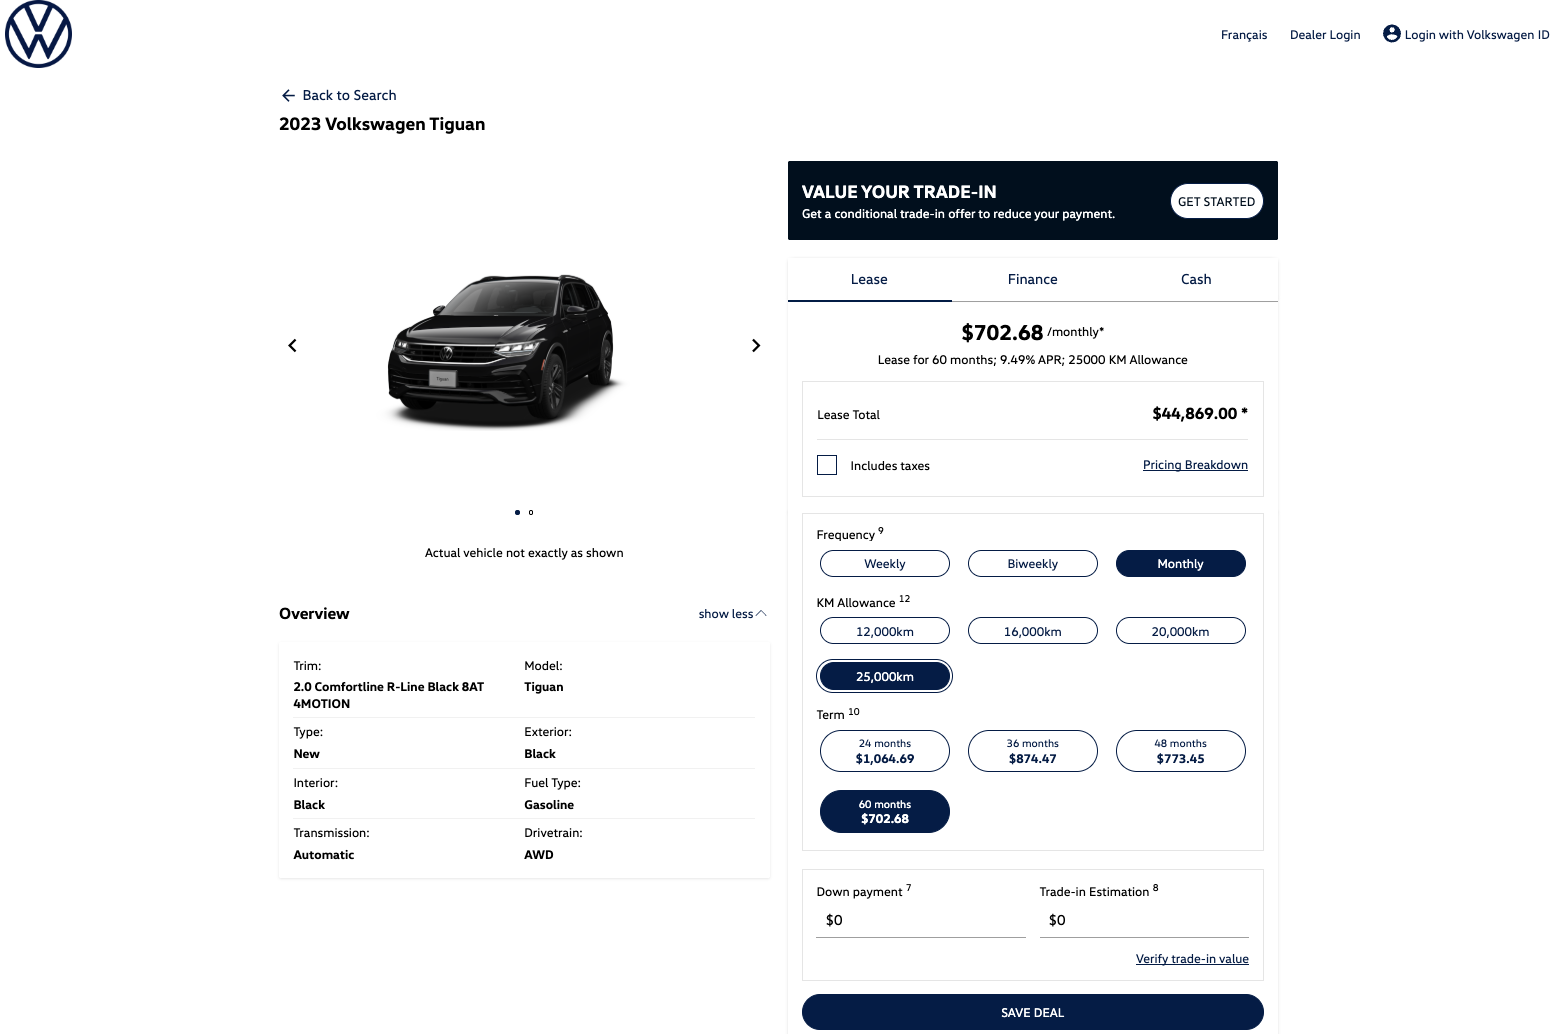 Français
Dealer Login
Login with Volkswagen ID
Back to Search
2023 Volkswagen Tiguan
Tiguan
Actual vehicle not exactly as shown
Overview
show less
Trim:
2.0 Comfortline R-Line Black 8AT
4MOTION
Model:
Tiguan
Type:
New
Exterior:
Black
Interior:
Black
Fuel Type:
Gasoline
Transmission:
Automatic
Drivetrain:
AWD
VALUE YOUR TRADE-IN
Get a conditional trade-in offer to reduce your payment.
GET STARTED
Lease
Finance
Cash
$702.68 /monthly*
Lease for 60 months; 9.49% APR; 25000 KM Allowance
Lease Total
$44,869.00 *
Includes taxes
Pricing Breakdown
Frequency 9
Weekly
Biweekly
Monthly
KM Allowance 12
12,000km
16,000km
20,000km
25,000km
Term 10
24 months
$1,064.69
36 months
$874.47
48 months
$773.45
60 months
$702.68
Down payment 7
$0
Trade-in Estimation 8
$0
Verify trade-in value
SAVE DEAL